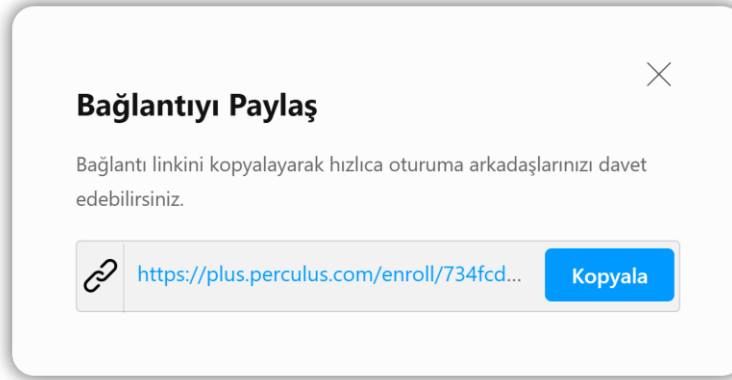 Bağlantıyı Paylaş
Bağlantı linkini kopyalayarak hızlıca oturuma arkadaşlarınızı davet
edebilirsiniz.
https://plus.perculus.com/enroll/734fcd...
Kopyala